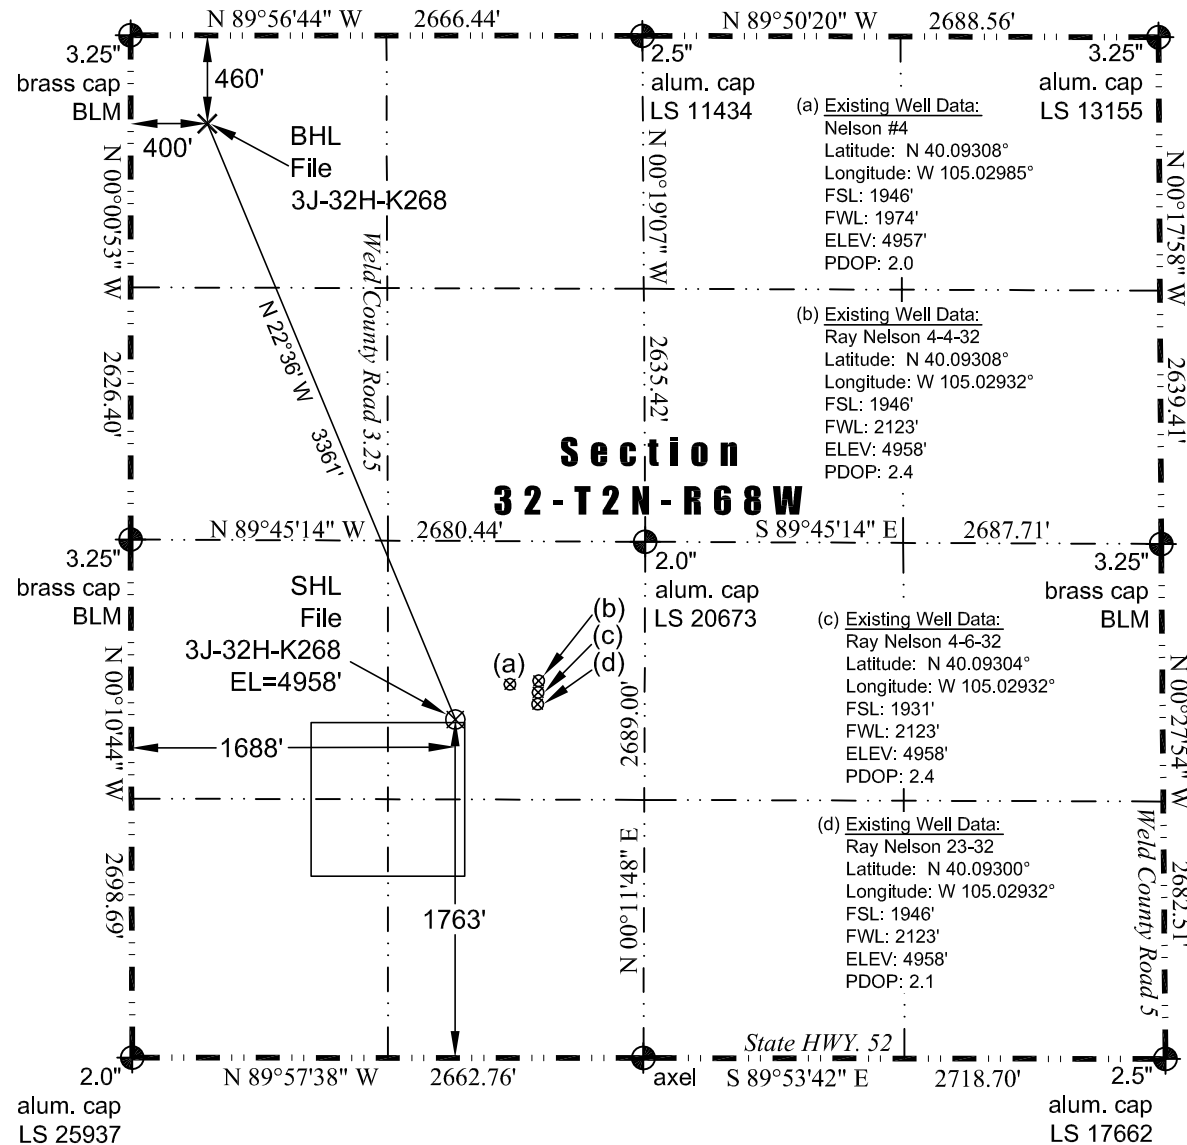 N 89°56'44" W 2666.44' N 89°50'20" W 2688.56'
3.25"
brass cap
BLM
460'
400'
2.5"
alum. cap
LS 11434
3.25"
alum. cap
LS 13155
BHL
File
3J-32H-K268
(a) Existing Well Data:
Nelson #4
Latitude: N 40.09308°
Longitude: W 105.02985°
FSL: 1946'
FWL: 1974'
ELEV: 4957'
PDOP: 2.0
N 00°00'53" W
2626.40'
Weld County Road 3.25
N 00°19'07" W
2635.42'
N 00°17'58" W
2639.41'
N 22°36' W
3361'
(b) Existing Well Data:
Ray Nelson 4-4-32
Latitude: N 40.09308°
Longitude: W 105.02932°
FSL: 1946'
FWL: 2123'
ELEV: 4958'
PDOP: 2.4
Section
32-T2N-R68W
N 89°45'14" W 2680.44' S 89°45'14" E 2687.71'
3.25"
brass cap
BLM
2.0"
alum. cap
LS 20673
3.25"
brass cap
BLM
SHL
File
3J-32H-K268
EL=4958'
(a)
(b)
(c)
(d)
(c) Existing Well Data:
Ray Nelson 4-6-32
Latitude: N 40.09304°
Longitude: W 105.02932°
FSL: 1931'
FWL: 2123'
ELEV: 4958'
PDOP: 2.4
N 00°10'44" W
2698.69'
1688'
1763'
2689.00'
N 00°11'48" E
N 00°27'54" W
2682.51'
Weld County Road 5
(d) Existing Well Data:
Ray Nelson 23-32
Latitude: N 40.09300°
Longitude: W 105.02932°
FSL: 1946'
FWL: 2123'
ELEV: 4958'
PDOP: 2.1
State HWY. 52
2.0"
alum. cap
LS 25937
N 89°57'38" W 2662.76' axel S 89°53'42" E 2718.70'
2.5"
alum. cap
LS 17662